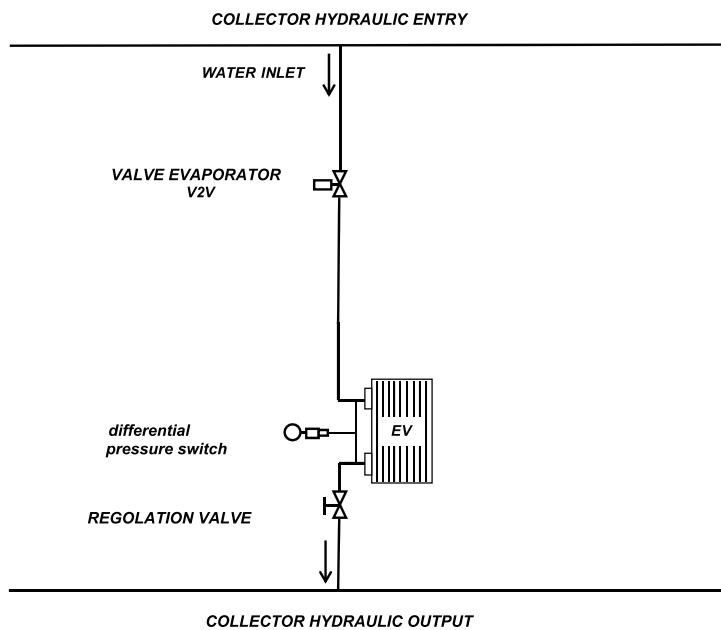 COLLECTOR HYDRAULIC ENTRY
WATER INLET
VALVE EVAPORATOR
V2V
differential
pressure switch
EV
REGOLATION VALVE
COLLECTOR HYDRAULIC OUTPUT